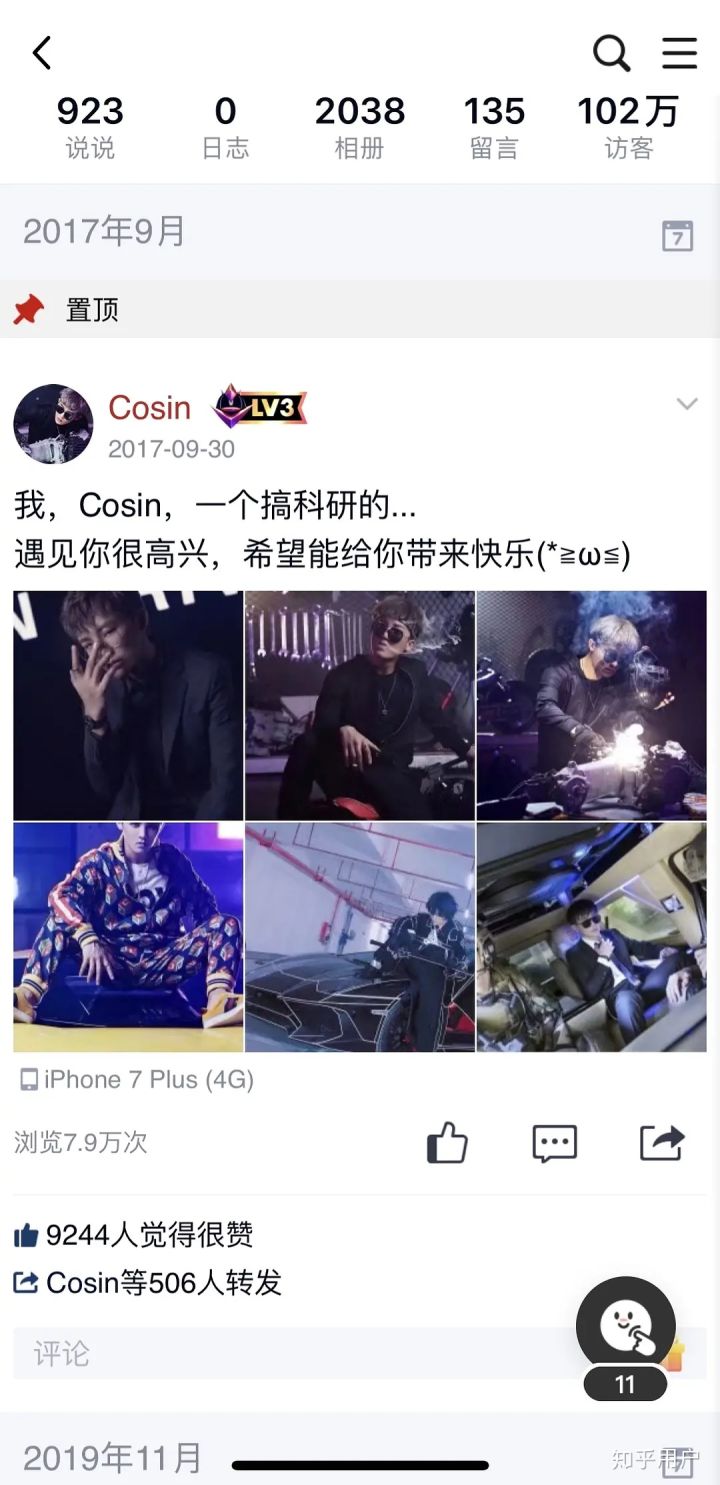 923 0 2038 135 102万
说说 日志 相册 留言 访客
2017年9月
7
置顶
Cosin LV3
2017-09-30
我，Cosin，一个搞科研的...
遇见你很高兴，希望能给你带来快乐(*≧ω≦)
iPhone 7 Plus (4G)
浏览7.9万次
9244人觉得很赞
Cosin等506人转发
评论
11
2019年11月
知乎用户